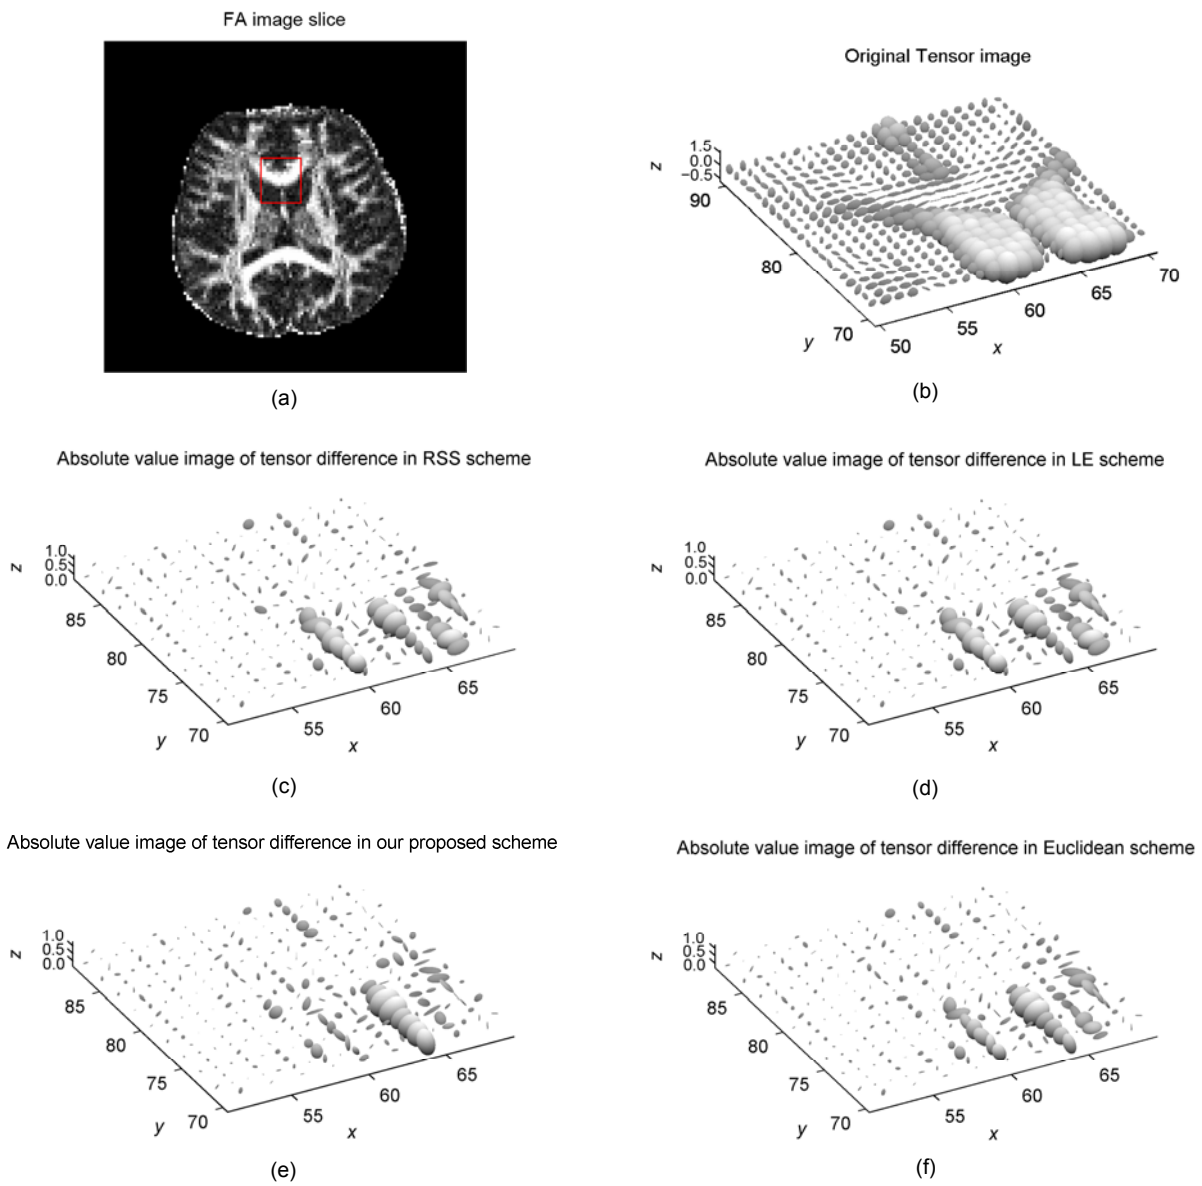 FA image slice
(a)
Original Tensor image
z
1.5
0.0
−0.5
90
80
70
y
50
55
60
65
70
x
(b)
Absolute value image of tensor difference in RSS scheme
z
1.0
0.5
0.0
85
80
75
70
y
55
60
65
x
(c)
Absolute value image of tensor difference in LE scheme
z
1.0
0.5
0.0
85
80
75
70
y
55
60
65
x
(d)
Absolute value image of tensor difference in our proposed scheme
z
1.0
0.5
0.0
85
80
75
70
y
55
60
65
x
(e)
Absolute value image of tensor difference in Euclidean scheme
z
1.0
0.5
0.0
85
80
75
70
y
55
60
65
x
(f)